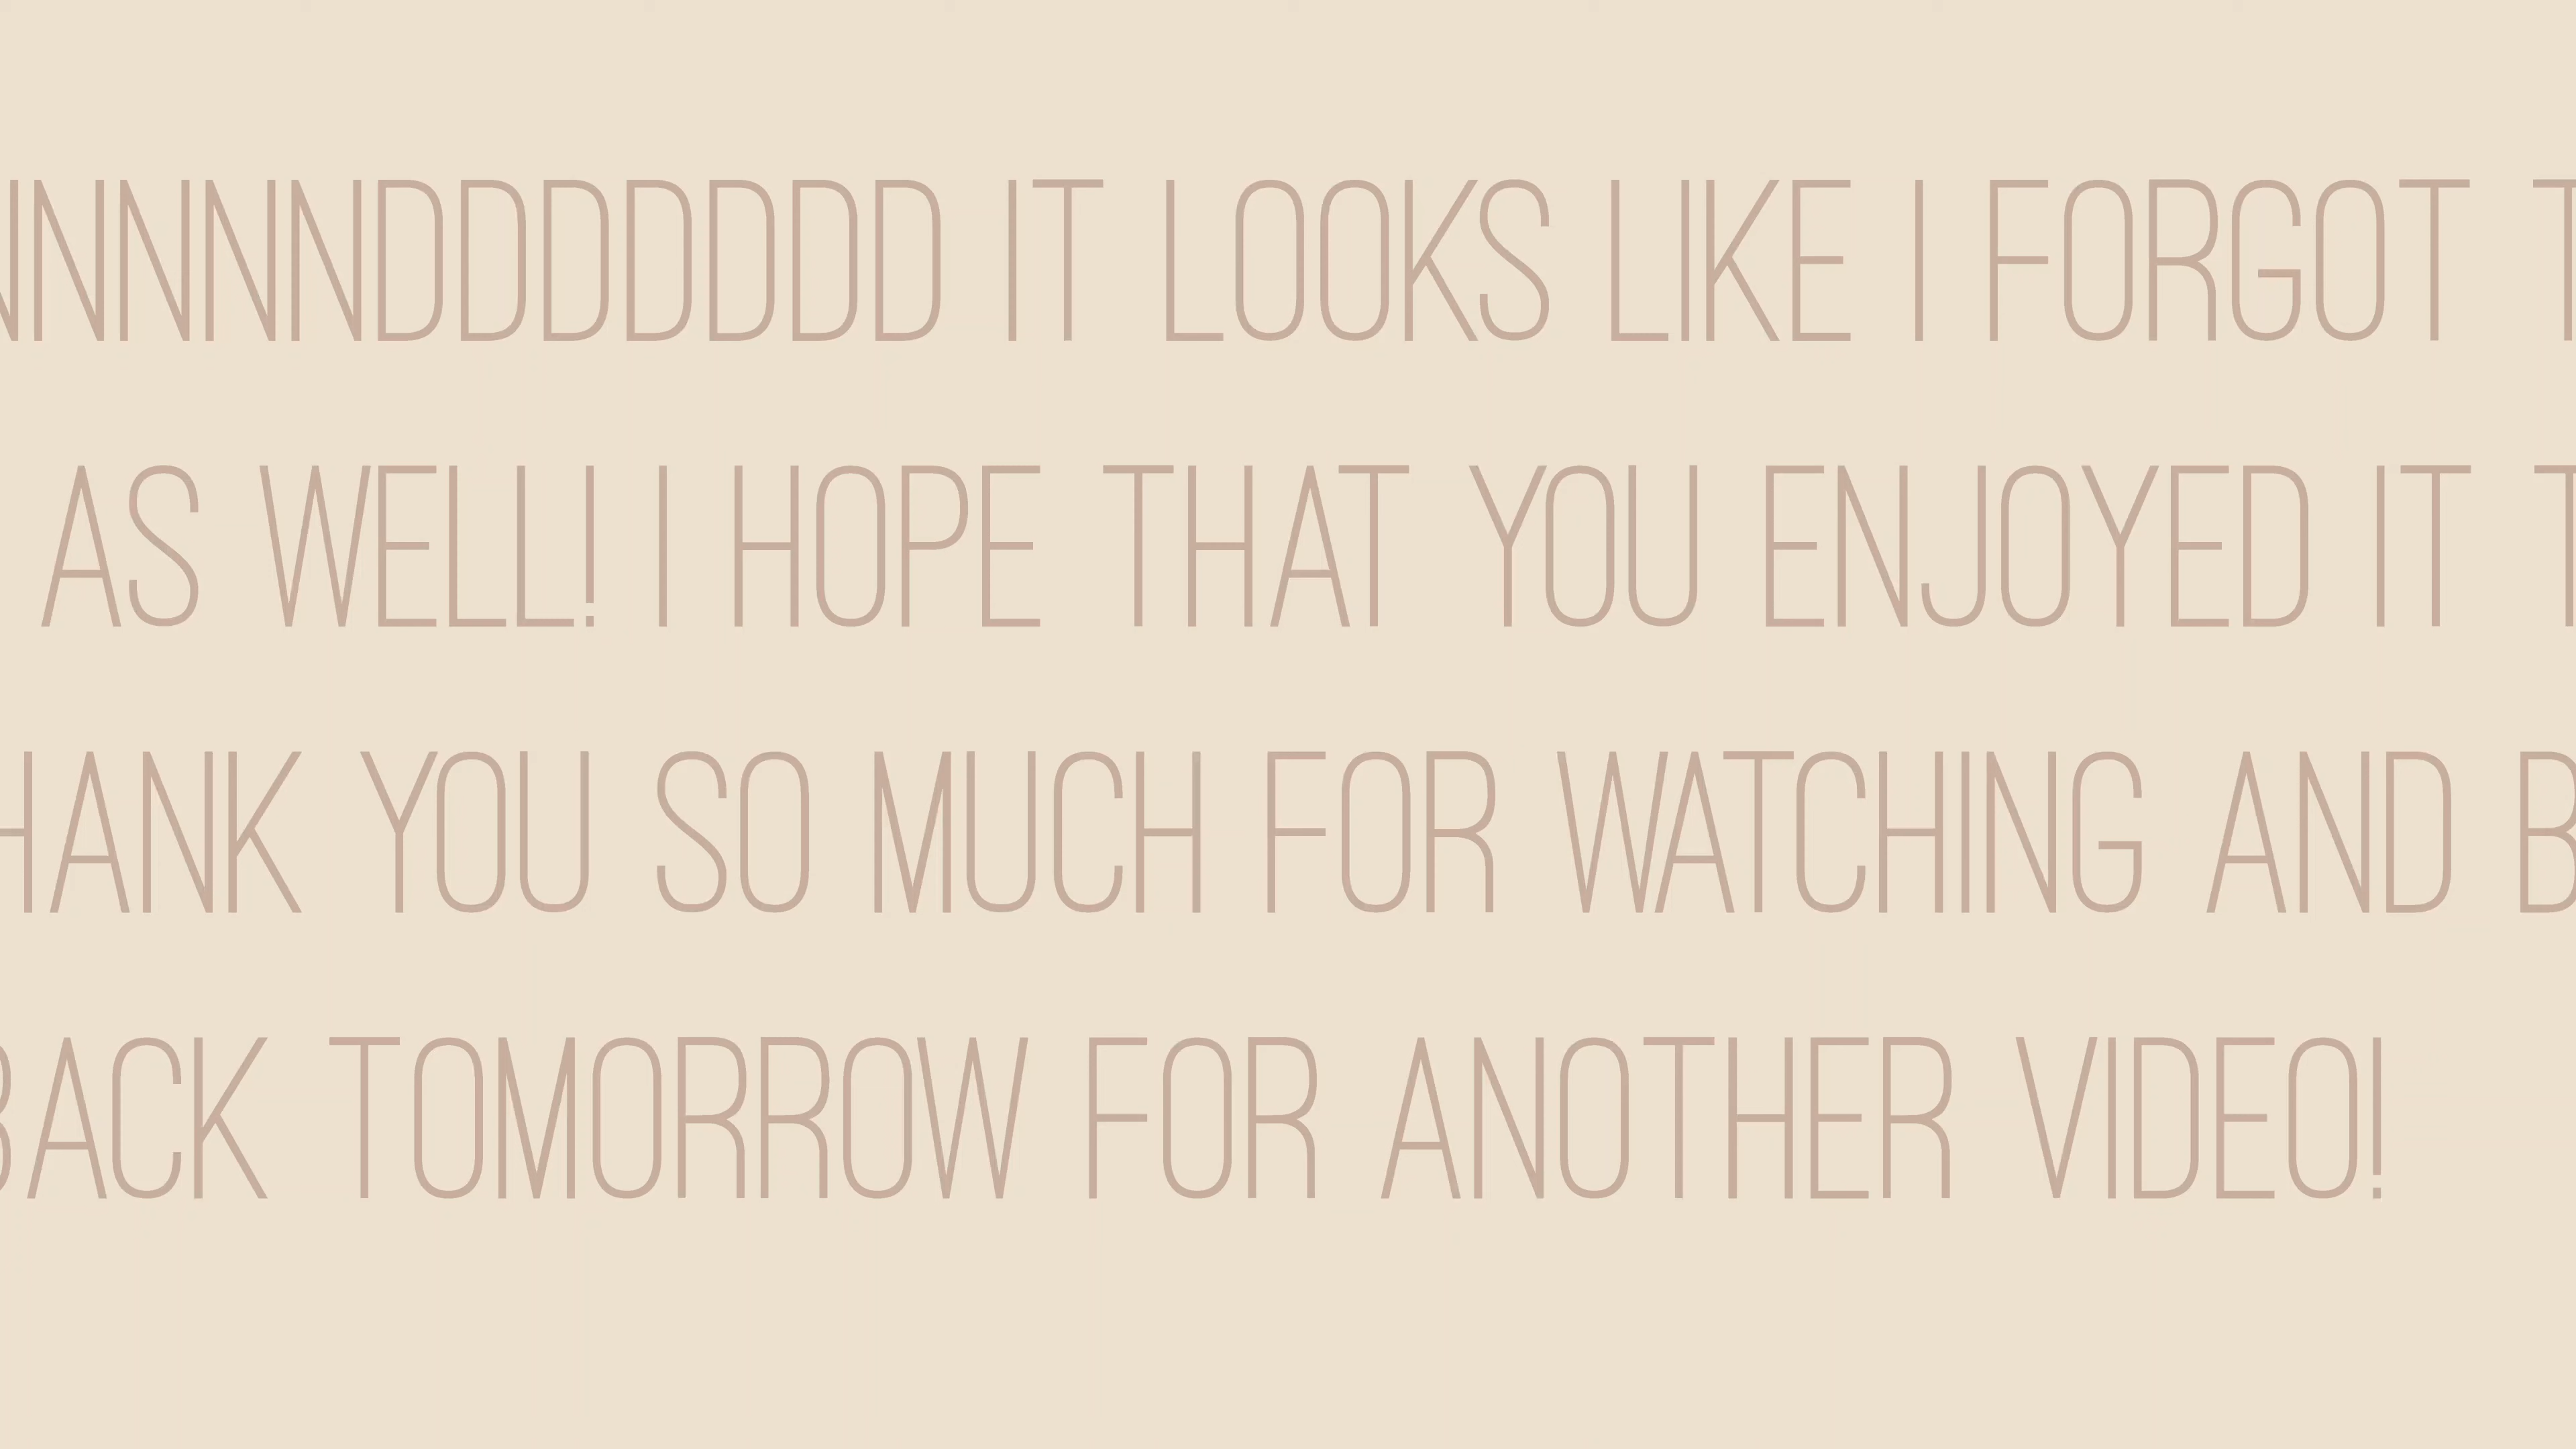 NNNNNDDDDDDD IT LOOKS LIKE I FORGOT T
AS WELL! I HOPE THAT YOU ENJOYED IT T
HANK YOU SO MUCH FOR WATCHING AND B
BACK TOMORROW FOR ANOTHER VIDEO!